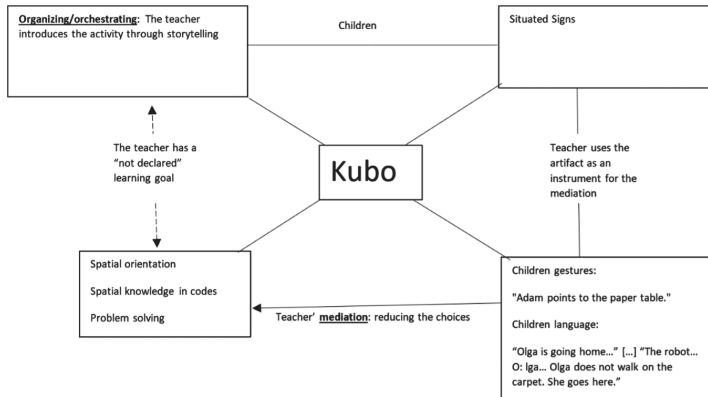 Organizing/orchestrating: The teacher
introduces the activity through storytelling
Children
Situated Signs
The teacher has a
“not declared”
learning goal
Kubo
Teacher uses the
artifact as an
instrument for the
mediation
Spatial orientation
Spatial knowledge in codes
Problem solving
Teacher’ mediation: reducing the choices
Children gestures:
"Adam points to the paper table."
Children language:
“Olga is going home…” […] “The robot…
O: lga… Olga does not walk on the
carpet. She goes here.”